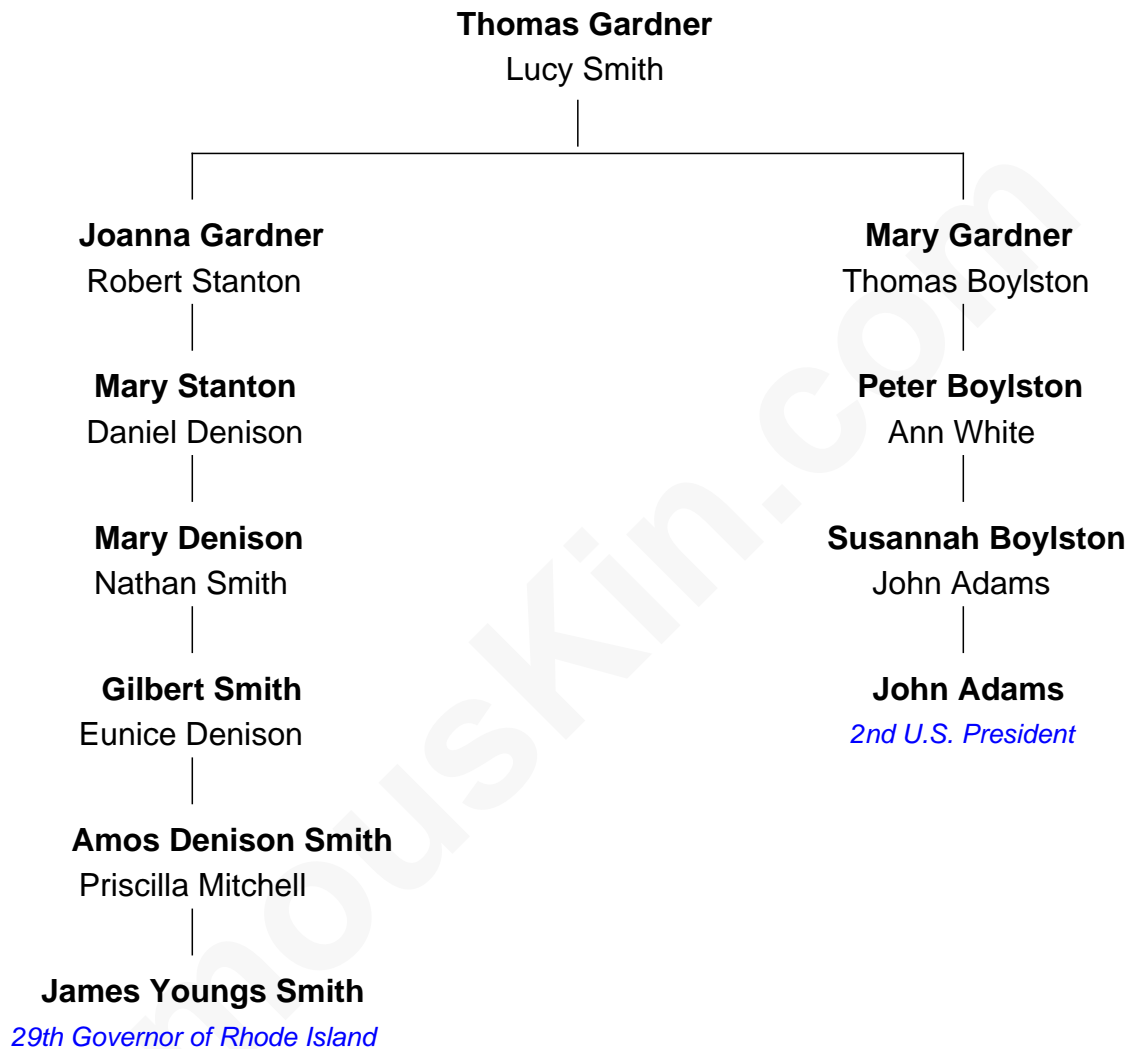 Thomas Gardner
Lucy Smith
Joanna Gardner
Robert Stanton
Mary Gardner
Thomas Boylston
Mary Stanton
Daniel Denison
Peter Boylston
Ann White
Mary Denison
Nathan Smith
Susannah Boylston
John Adams
Gilbert Smith
Eunice Denison
John Adams
2nd U.S. President
Amos Denison Smith
Priscilla Mitchell
James Youngs Smith
29th Governor of Rhode Island
mouskin.com